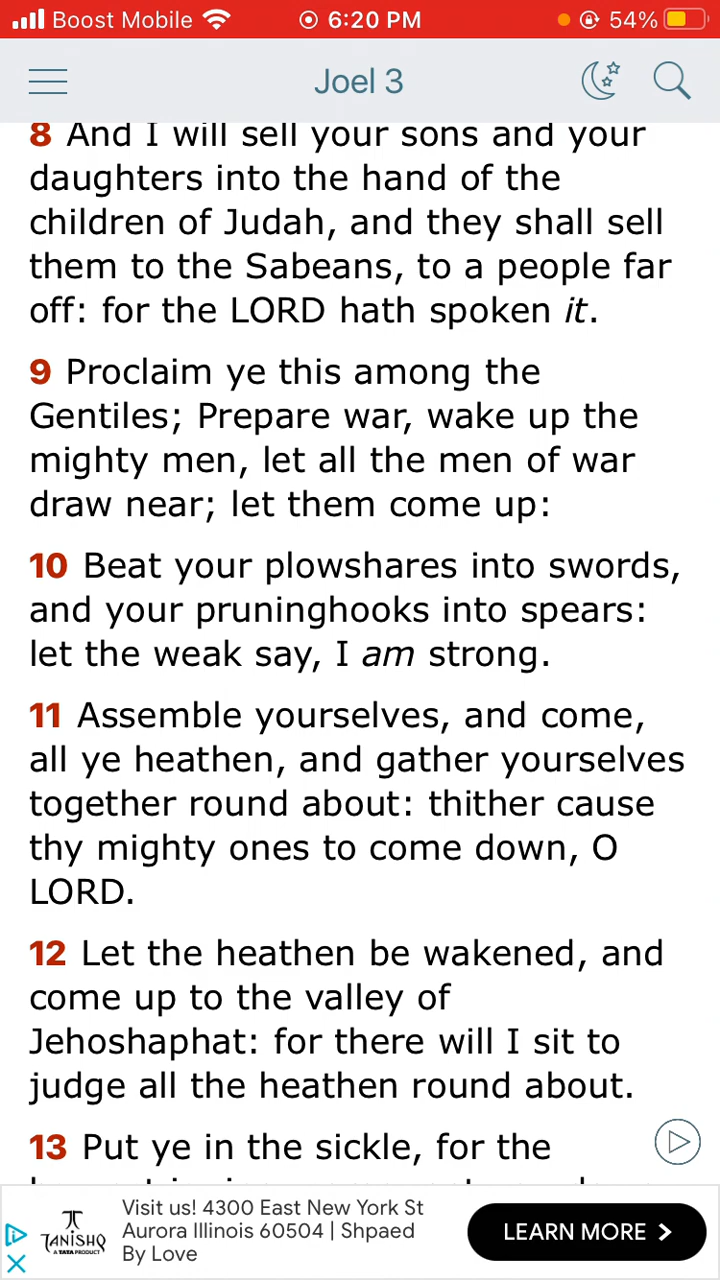 Boost Mobile 6:20 PM 54%
Joel 3
8 And I will sell your sons and your
daughters into the hand of the
children of Judah, and they shall sell
them to the Sabeans, to a people far
off: for the LORD hath spoken it.
9 Proclaim ye this among the
Gentiles; Prepare war, wake up the
mighty men, let all the men of war
draw near; let them come up:
10 Beat your plowshares into swords,
and your pruninghooks into spears:
let the weak say, I am strong.
11 Assemble yourselves, and come,
all ye heathen, and gather yourselves
together round about: thither cause
thy mighty ones to come down, O
LORD.
12 Let the heathen be wakened, and
come up to the valley of
Jehoshaphat: for there will I sit to
judge all the heathen round about.
13 Put ye in the sickle, for the
TANISHQ
A TATA PRODUCT
Visit us! 4300 East New York St
Aurora Illinois 60504 | Shpaed
By Love
LEARN MORE